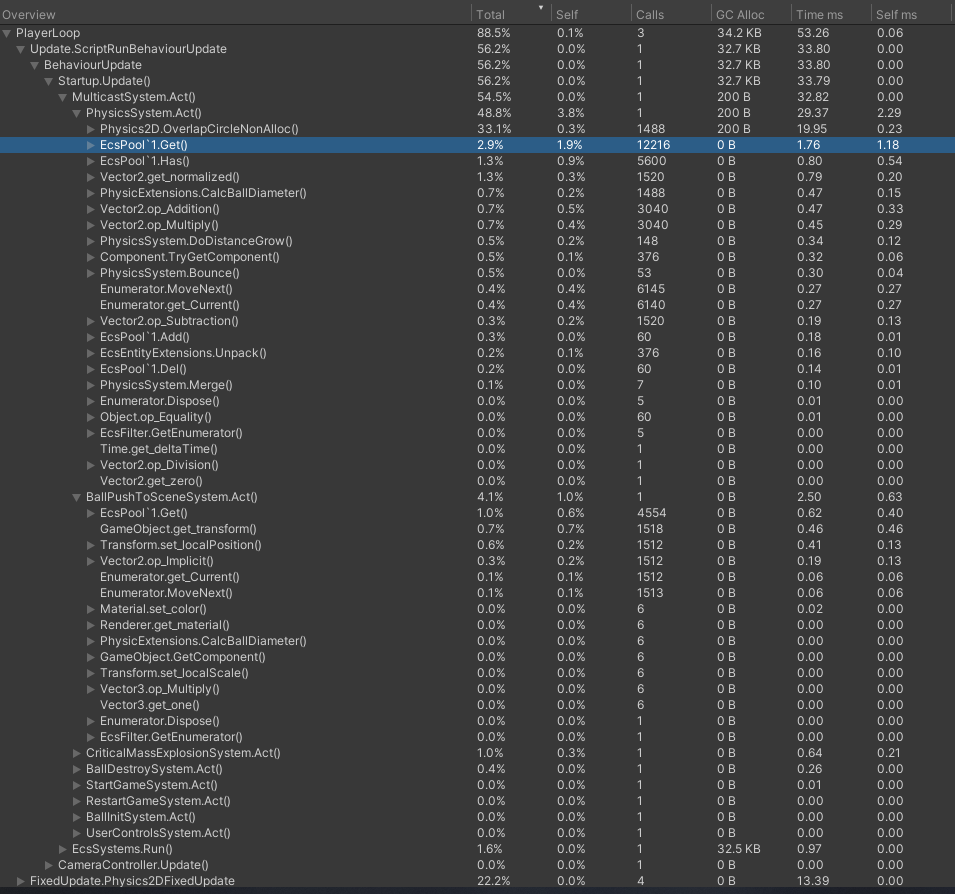 Overview Total Self Calls GC Alloc Time ms Self ms
PlayerLoop 88.5% 0.1% 3 34.2 KB 53.26 0.06
Update.ScriptRunBehaviourUpdate 56.2% 0.0% 1 32.7 KB 33.80 0.00
BehaviourUpdate 56.2% 0.0% 1 32.7 KB 33.80 0.00
Startup.Update() 56.2% 0.0% 1 32.7 KB 33.79 0.00
MulticastSystem.Act() 54.5% 0.0% 1 200 B 32.82 0.00
PhysicsSystem.Act() 48.8% 3.8% 1 200 B 29.37 2.29
Physics2D.OverlapCircleNonAlloc() 33.1% 0.3% 1488 200 B 19.95 0.23
EcsPool`1.Get() 2.9% 1.9% 12216 0 B 1.76 1.18
EcsPool`1.Has() 1.3% 0.9% 5600 0 B 0.80 0.54
Vector2.get_normalized() 1.3% 0.3% 1520 0 B 0.79 0.20
PhysicExtensions.CalcBallDiameter() 0.7% 0.2% 1488 0 B 0.47 0.15
Vector2.op_Addition() 0.7% 0.5% 3040 0 B 0.47 0.33
Vector2.op_Multiply() 0.7% 0.4% 3040 0 B 0.45 0.29
PhysicsSystem.DoDistanceGrow() 0.5% 0.2% 148 0 B 0.34 0.12
Component.TryGetComponent() 0.5% 0.1% 376 0 B 0.32 0.06
PhysicsSystem.Bounce() 0.5% 0.0% 53 0 B 0.30 0.04
Enumerator.MoveNext() 0.4% 0.4% 6145 0 B 0.27 0.27
Enumerator.get_Current() 0.4% 0.4% 6140 0 B 0.27 0.27
Vector2.op_Subtraction() 0.3% 0.2% 1520 0 B 0.19 0.13
EcsPool`1.Add() 0.3% 0.0% 60 0 B 0.18 0.01
EcsEntityExtensions.Unpack() 0.2% 0.1% 376 0 B 0.16 0.10
EcsPool`1.Del() 0.2% 0.0% 60 0 B 0.14 0.01
PhysicsSystem.Merge() 0.1% 0.0% 7 0 B 0.10 0.01
Enumerator.Dispose() 0.0% 0.0% 5 0 B 0.01 0.00
Object.op_Equality() 0.0% 0.0% 60 0 B 0.01 0.00
EcsFilter.GetEnumerator() 0.0% 0.0% 5 0 B 0.00 0.00
Time.get_deltaTime() 0.0% 0.0% 1 0 B 0.00 0.00
Vector2.op_Division() 0.0% 0.0% 1 0 B 0.00 0.00
Vector2.get_zero() 0.0% 0.0% 1 0 B 0.00 0.00
BallPushToSceneSystem.Act() 4.1% 1.0% 1 0 B 2.50 0.63
EcsPool`1.Get() 1.0% 0.6% 4554 0 B 0.62 0.40
GameObject.get_transform() 0.7% 0.7% 1518 0 B 0.46 0.46
Transform.set_localPosition() 0.6% 0.2% 1512 0 B 0.41 0.13
Vector2.op_Implicit() 0.3% 0.2% 1512 0 B 0.19 0.13
Enumerator.get_Current() 0.1% 0.1% 1512 0 B 0.06 0.06
Enumerator.MoveNext() 0.1% 0.1% 1513 0 B 0.06 0.06
Material.set_color() 0.0% 0.0% 6 0 B 0.02 0.00
Renderer.get_material() 0.0% 0.0% 6 0 B 0.00 0.00
PhysicExtensions.CalcBallDiameter() 0.0% 0.0% 6 0 B 0.00 0.00
GameObject.GetComponent() 0.0% 0.0% 6 0 B 0.00 0.00
Transform.set_localScale() 0.0% 0.0% 6 0 B 0.00 0.00
Vector3.op_Multiply() 0.0% 0.0% 6 0 B 0.00 0.00
Vector3.get_one() 0.0% 0.0% 6 0 B 0.00 0.00
Enumerator.Dispose() 0.0% 0.0% 1 0 B 0.00 0.00
EcsFilter.GetEnumerator() 0.0% 0.0% 1 0 B 0.00 0.00
CriticalMassExplosionSystem.Act() 1.0% 0.3% 1 0 B 0.64 0.21
BallDestroySystem.Act() 0.4% 0.0% 1 0 B 0.26 0.00
StartGameSystem.Act() 0.0% 0.0% 1 0 B 0.01 0.00
RestartGameSystem.Act() 0.0% 0.0% 1 0 B 0.00 0.00
BallInitSystem.Act() 0.0% 0.0% 1 0 B 0.00 0.00
UserControlsSystem.Act() 0.0% 0.0% 1 0 B 0.00 0.00
EcsSystems.Run() 1.6% 0.0% 1 32.5 KB 0.97 0.00
CameraController.Update() 0.0% 0.0% 1 0 B 0.00 0.00
FixedUpdate.Physics2DFixedUpdate 22.2% 0.0% 4 0 B 13.39 0.00